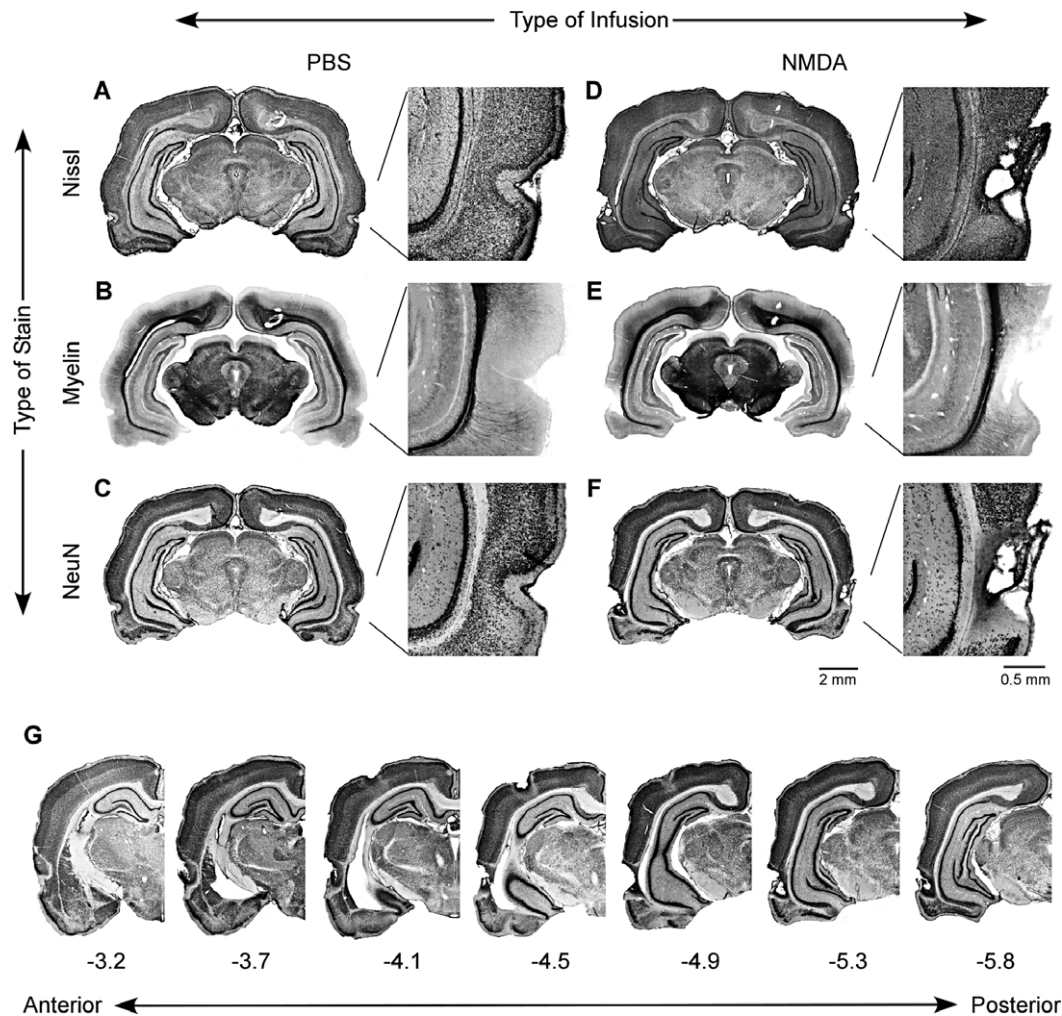 Type of Infusion
PBS
NMDA
Type of Stain
A
D
Nissl
B
E
Myelin
C
F
NeuN
2 mm
0.5 mm
G
-3.2
-3.7
-4.1
-4.5
-4.9
-5.3
-5.8
Anterior
Posterior